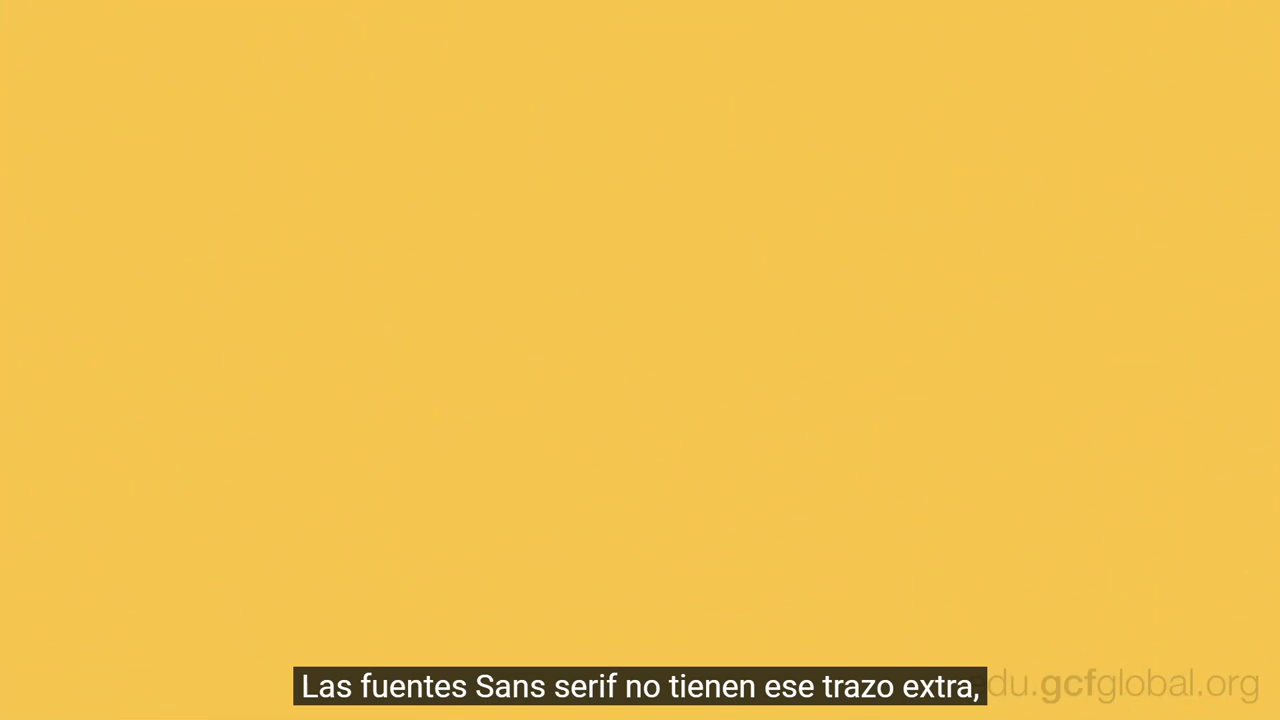 Las fuentes Sans serif no tienen ese trazo extra,
du.gcfglobal.org